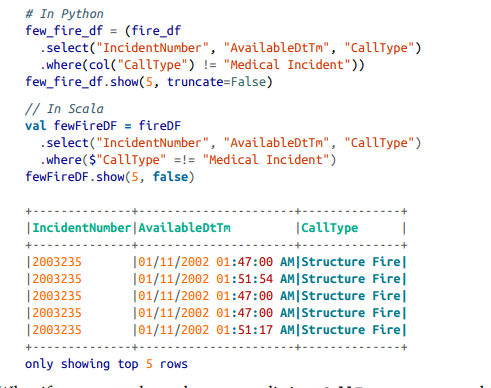 # In Python
few_fire_df = (fire_df
.select("IncidentNumber", "AvailableDtTm", "CallType")
.where(col("CallType") != "Medical Incident"))
few_fire_df.show(5, truncate=False)
// In Scala
val fewFireDF = fireDF
.select("IncidentNumber", "AvailableDtTm", "CallType")
.where($"CallType" =!= "Medical Incident")
fewFireDF.show(5, false)
+--------------+----------------------+--------------+
|IncidentNumber|AvailableDtTm         |CallType      |
+--------------+----------------------+--------------+
|2003235       |01/11/2002 01:47:00 AM|Structure Fire|
|2003235       |01/11/2002 01:51:54 AM|Structure Fire|
|2003235       |01/11/2002 01:47:00 AM|Structure Fire|
|2003235       |01/11/2002 01:47:00 AM|Structure Fire|
|2003235       |01/11/2002 01:51:17 AM|Structure Fire|
+--------------+----------------------+--------------+
only showing top 5 rows